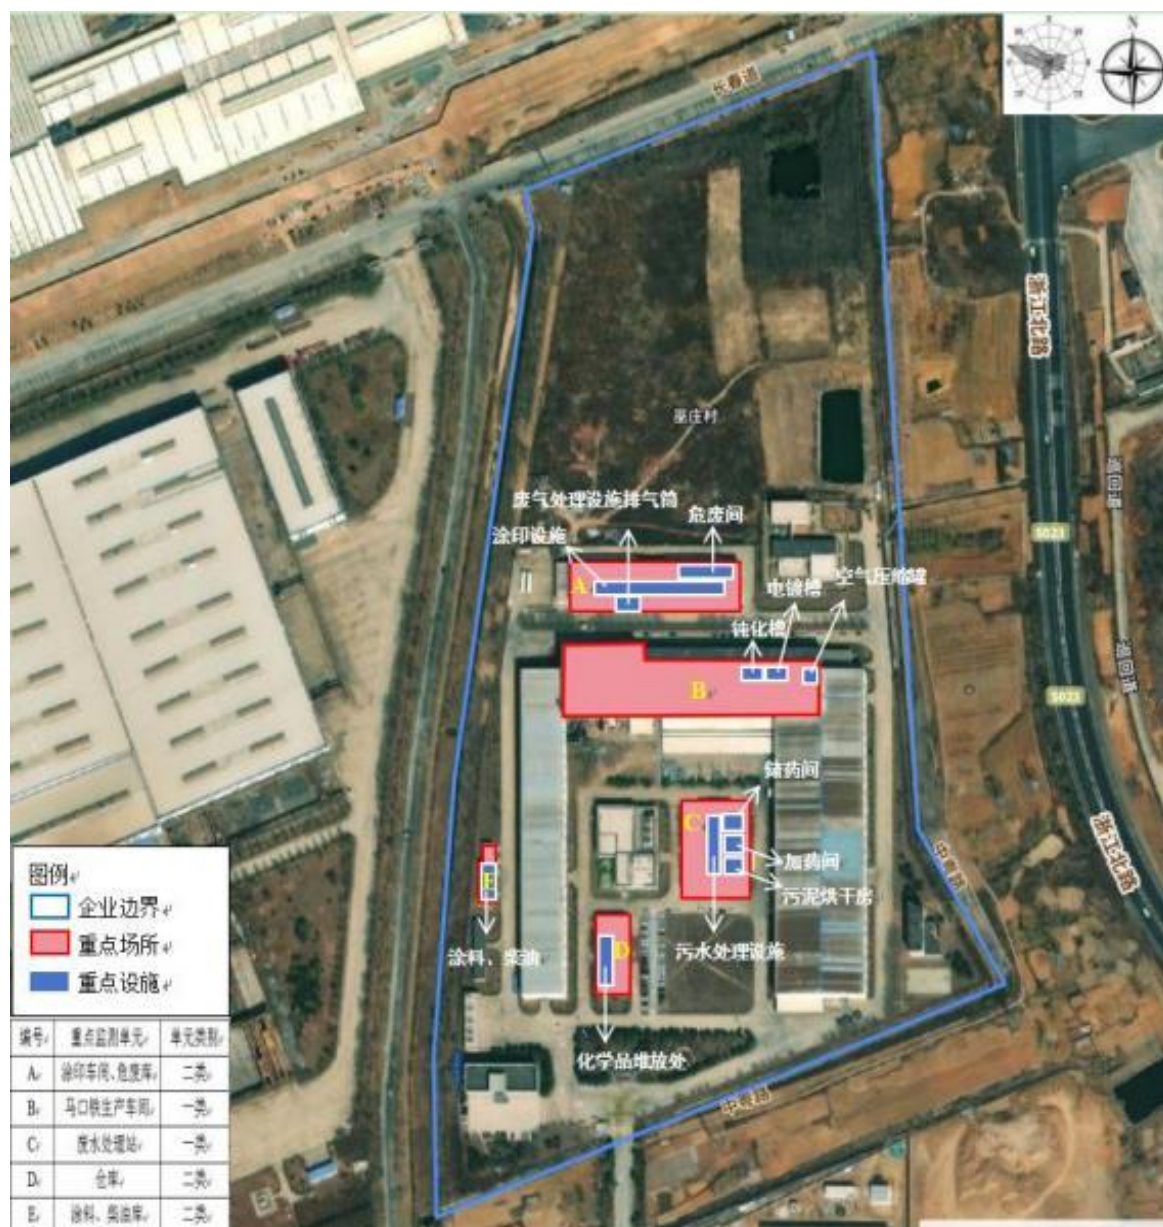 N
长春道
浙江北路
巫庄村
废气处理设施排气筒
危废间
涂印设施
空气压缩罐
电镀槽
钝化槽
A
B
S023
S023
浙江北路
中泰路
C
加药间
污泥烘干房
污水处理设施
E
涂料、柴油
D
化学品堆放处
中泰路
图例
企业边界
重点场所
重点设施
编号 重点监测单元 单元类别
A 涂印车间、危废库 二类
B 马口铁生产车间 一类
C 废水处理站 一类
D 仓库 二类
E 涂料、柴油库 二类